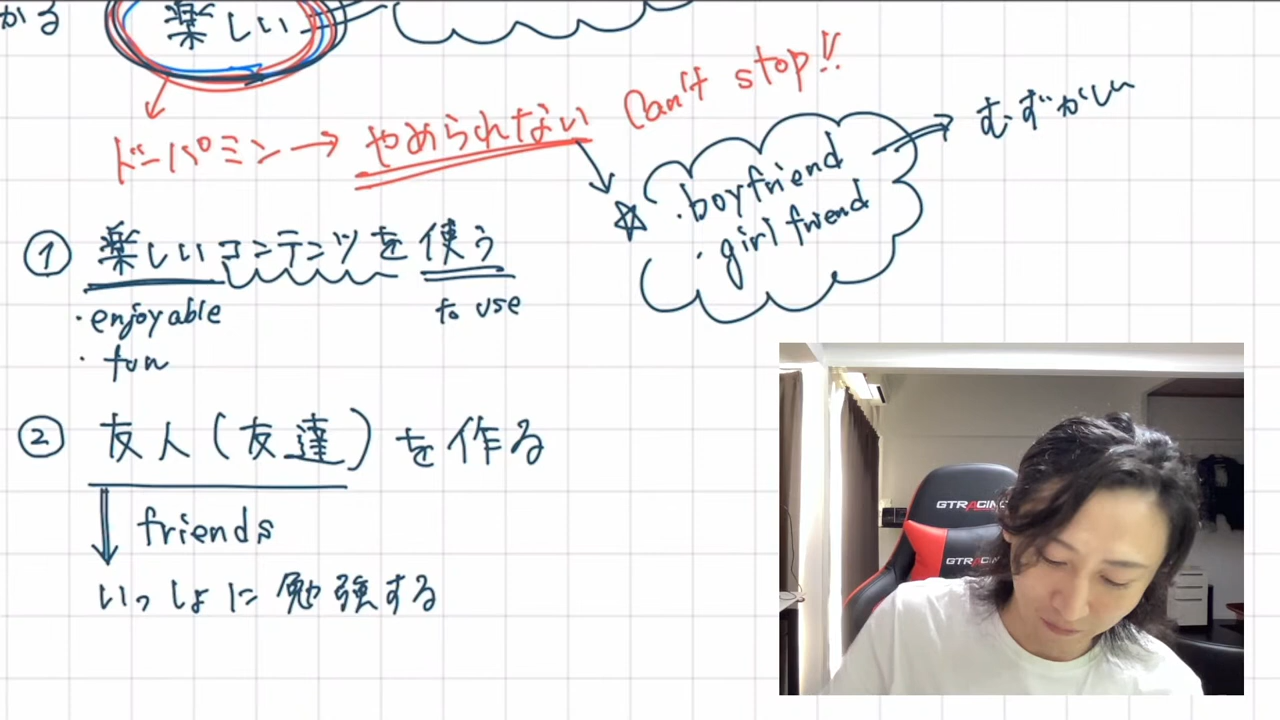 かる
楽しい
ドーパミン→やめられない Can't stop!!
☆
・boyfriend
・girl friend
むずかしい
① 楽しいコンテンツを使う
・enjoyable
・fun
to use
② 友人(友達)を作る
friends
いっしょに勉強する
GTRACING
GTRACING